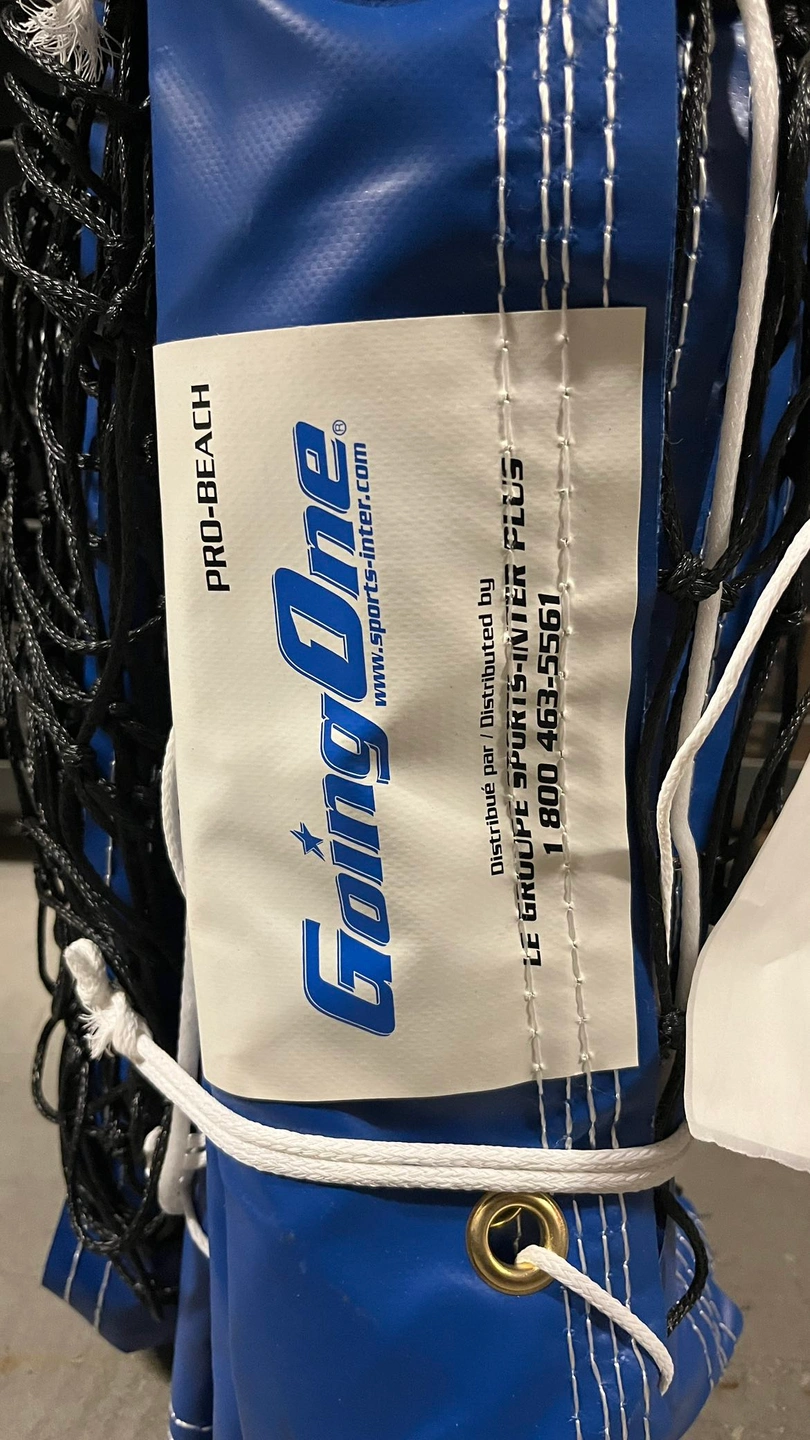 PRO-BEACH
GoingOne®
www.sports-inter.com
Distribué par / Distributed by
LE GROUPE SPORTS-INTER PLUS
1 800 463-5561